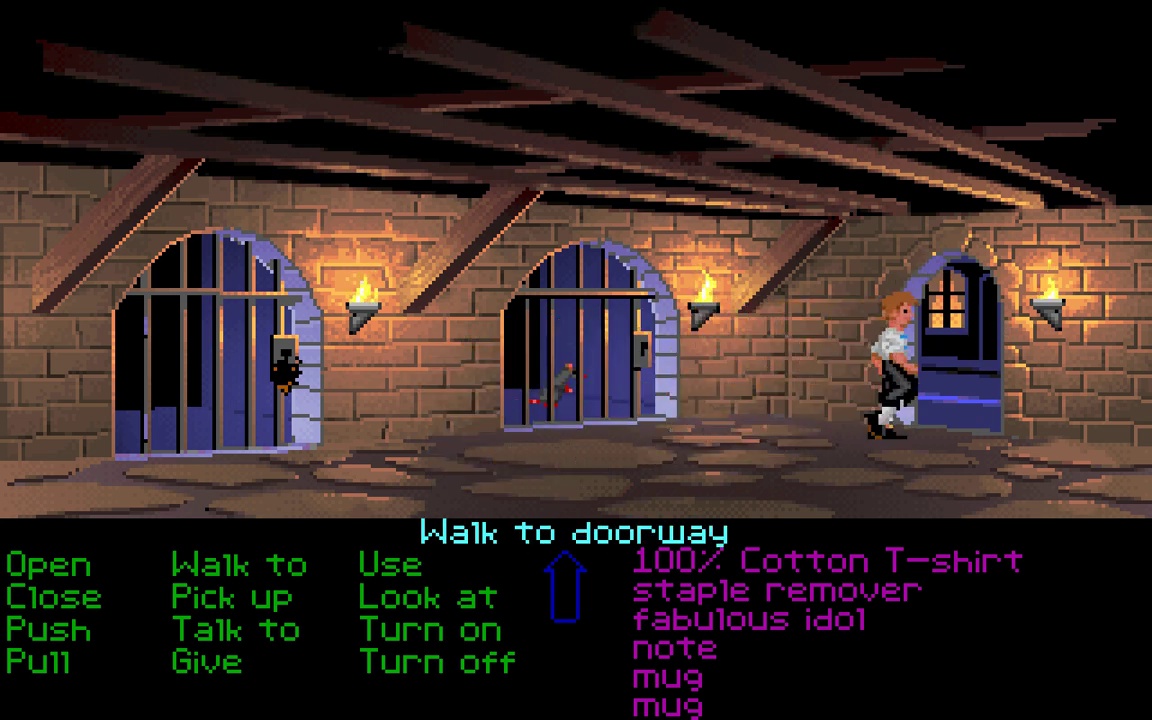 Walk to doorway
Open Walk to Use
Close Pick up Look at
Push Talk to Turn on
Pull Give Turn off
100% Cotton T-shirt
staple remover
fabulous idol
note
mug
mug